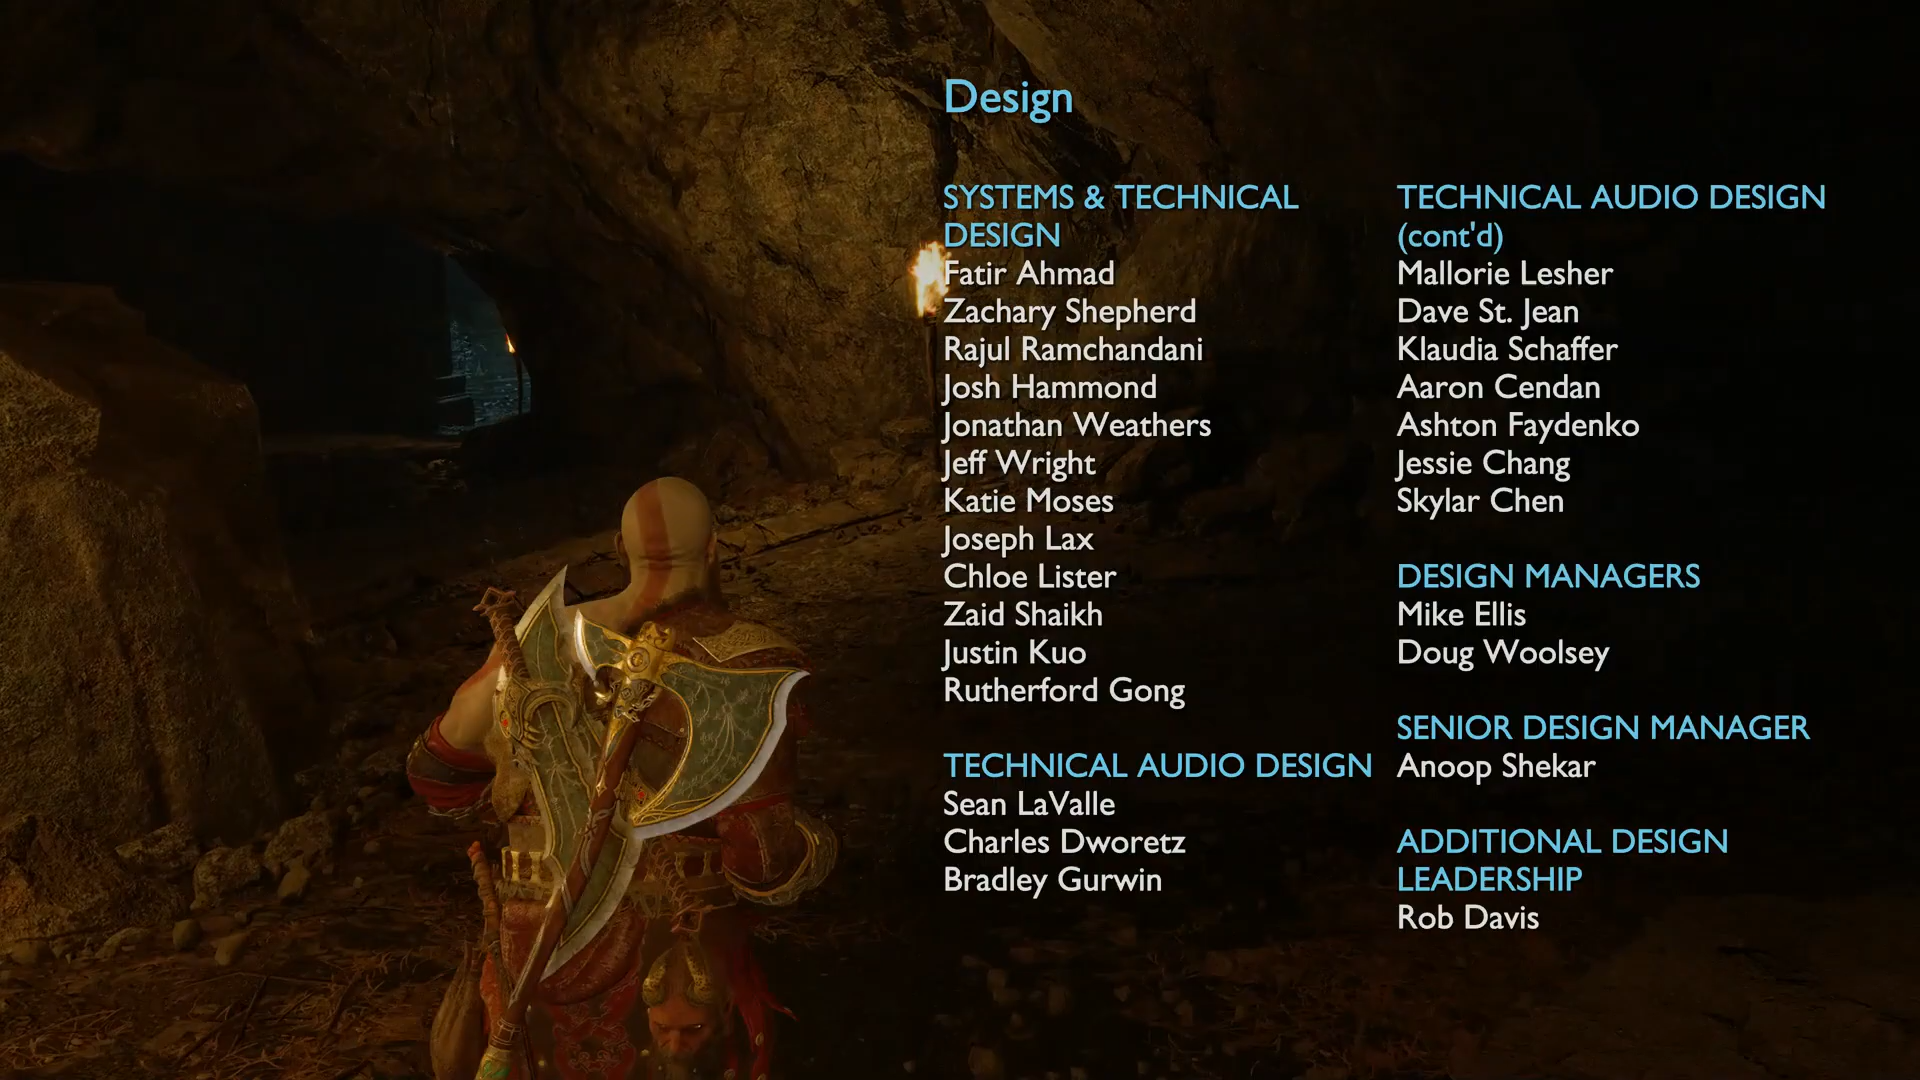 Design
SYSTEMS & TECHNICAL
DESIGN
Fatir Ahmad
Zachary Shepherd
Rajul Ramchandani
Josh Hammond
Jonathan Weathers
Jeff Wright
Katie Moses
Joseph Lax
Chloe Lister
Zaid Shaikh
Justin Kuo
Rutherford Gong
TECHNICAL AUDIO DESIGN
Sean LaValle
Charles Dworetz
Bradley Gurwin
TECHNICAL AUDIO DESIGN
(cont'd)
Mallorie Lesher
Dave St. Jean
Klaudia Schaffer
Aaron Cendan
Ashton Faydenko
Jessie Chang
Skylar Chen
DESIGN MANAGERS
Mike Ellis
Doug Woolsey
SENIOR DESIGN MANAGER
Anoop Shekar
ADDITIONAL DESIGN
LEADERSHIP
Rob Davis